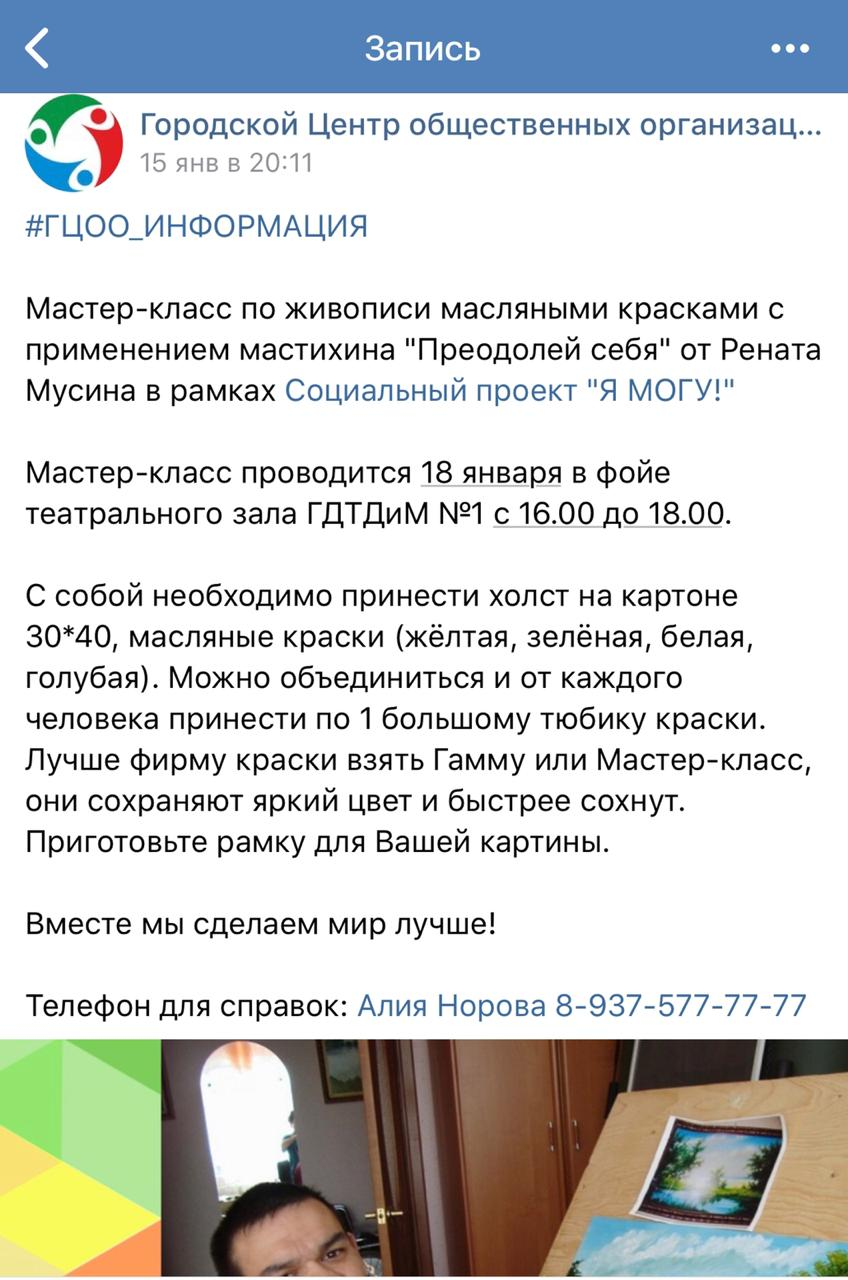 Запись
Городской Центр общественных организац...
15 янв в 20:11
#ГЦОО_ИНФОРМАЦИЯ
Мастер-класс по живописи масляными красками с
применением мастихина "Преодолей себя" от Рената
Мусина в рамках Социальный проект "Я МОГУ!"
Мастер-класс проводится 18 января в фойе
театрального зала ГДТДиМ №1 с 16.00 до 18.00.
С собой необходимо принести холст на картоне
30*40, масляные краски (жёлтая, зелёная, белая,
голубая). Можно объединиться и от каждого
человека принести по 1 большому тюбику краски.
Лучше фирму краски взять Гамму или Мастер-класс,
они сохраняют яркий цвет и быстрее сохнут.
Приготовьте рамку для Вашей картины.
Вместе мы сделаем мир лучше!
Телефон для справок: Алия Норова 8-937-577-77-77